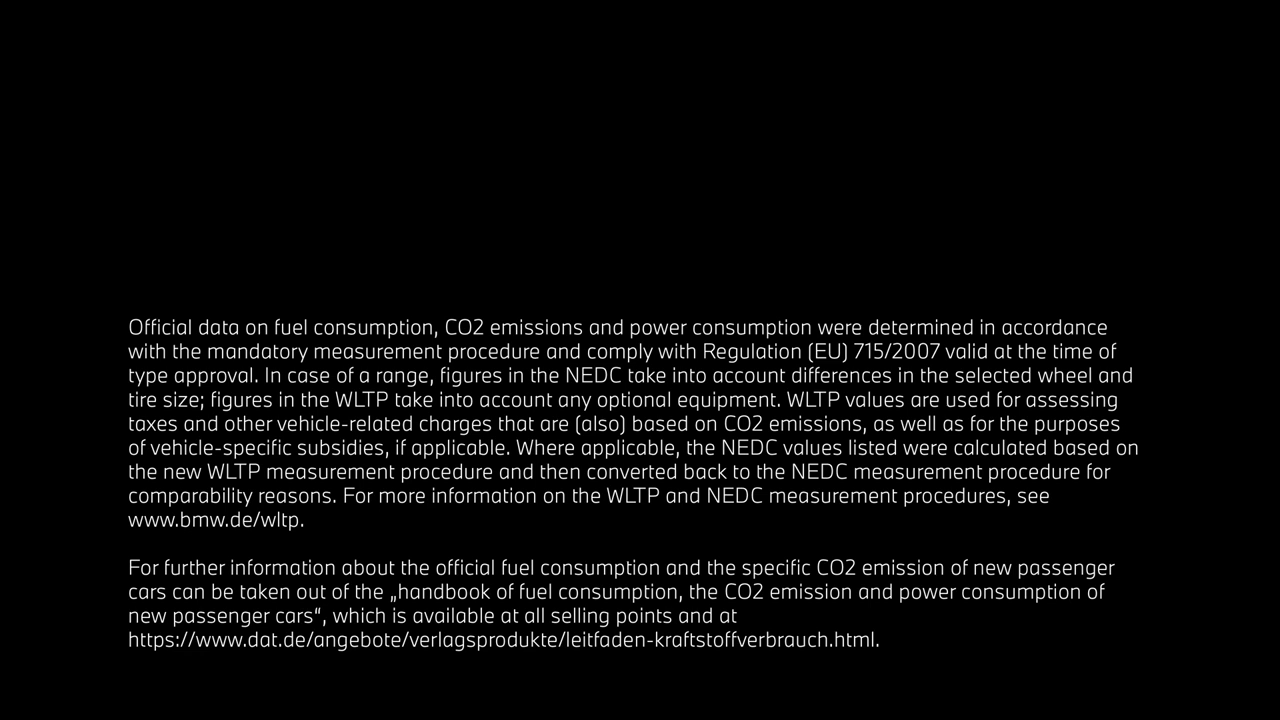 Official data on fuel consumption, CO2 emissions and power consumption were determined in accordance
with the mandatory measurement procedure and comply with Regulation (EU) 715/2007 valid at the time of
type approval. In case of a range, figures in the NEDC take into account differences in the selected wheel and
tire size; figures in the WLTP take into account any optional equipment. WLTP values are used for assessing
taxes and other vehicle-related charges that are (also) based on CO2 emissions, as well as for the purposes
of vehicle-specific subsidies, if applicable. Where applicable, the NEDC values listed were calculated based on
the new WLTP measurement procedure and then converted back to the NEDC measurement procedure for
comparability reasons. For more information on the WLTP and NEDC measurement procedures, see
www.bmw.de/wltp.
For further information about the official fuel consumption and the specific CO2 emission of new passenger
cars can be taken out of the „handbook of fuel consumption, the CO2 emission and power consumption of
new passenger cars“, which is available at all selling points and at
https://www.dat.de/angebote/verlagsprodukte/leitfaden-kraftstoffverbrauch.html.